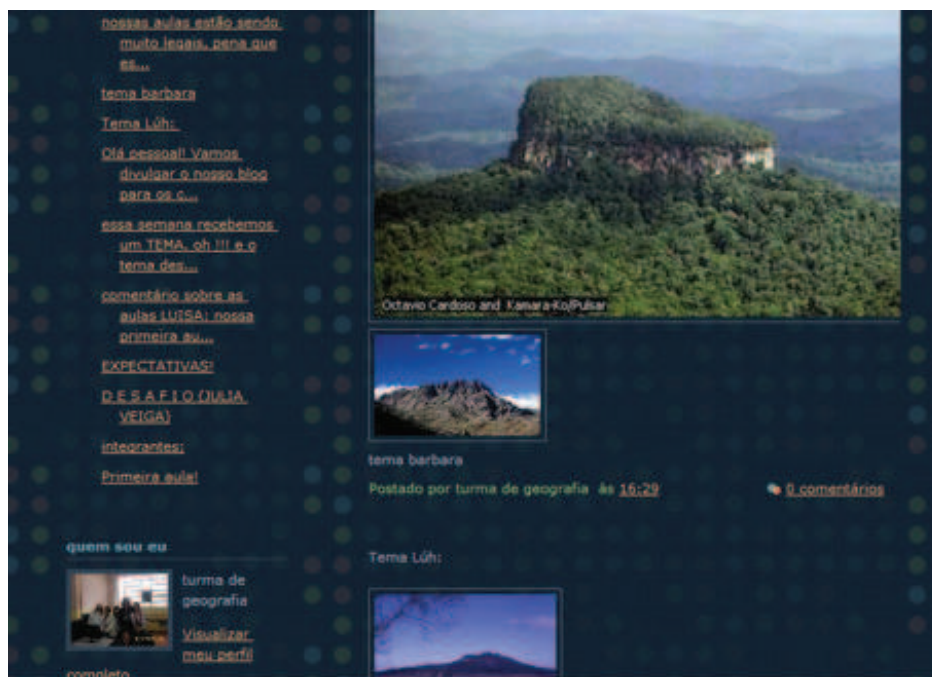 nossas aulas estão sendo
muito legais, pena que
es...
tema barbara
Tema Lúh:
Olá pessoal! Vamos
divulgar o nosso blog
para os c...
essa semana recebemos
um TEMA, oh !!! e o
tema des...
comentário sobre as
aulas LUISA: nossa
primeira au...
EXPECTATIVAS!
D E S A F I O (JULIA
VEIGA)
integrantes:
Primeira aula!
quem sou eu
turma de
geografia
Visualizar
meu perfil
completo
Octavio Cardoso and Kamara-Ko/Pulsar
tema barbara
Postado por turma de geografia às 16:29
0 comentários
Tema Lúh: